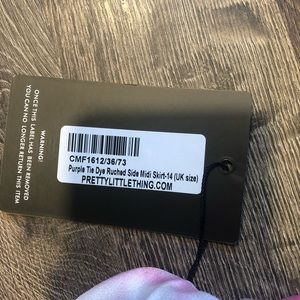 WARNING!
ONCE THIS LABEL HAS BEEN REMOVED
YOU CAN NO LONGER RETURN THIS ITEM
CMF1612/36/73
Purple Tie Dye Ruched Side Midi Skirt-14 (UK size)
PRETTYLITTLETHING.COM